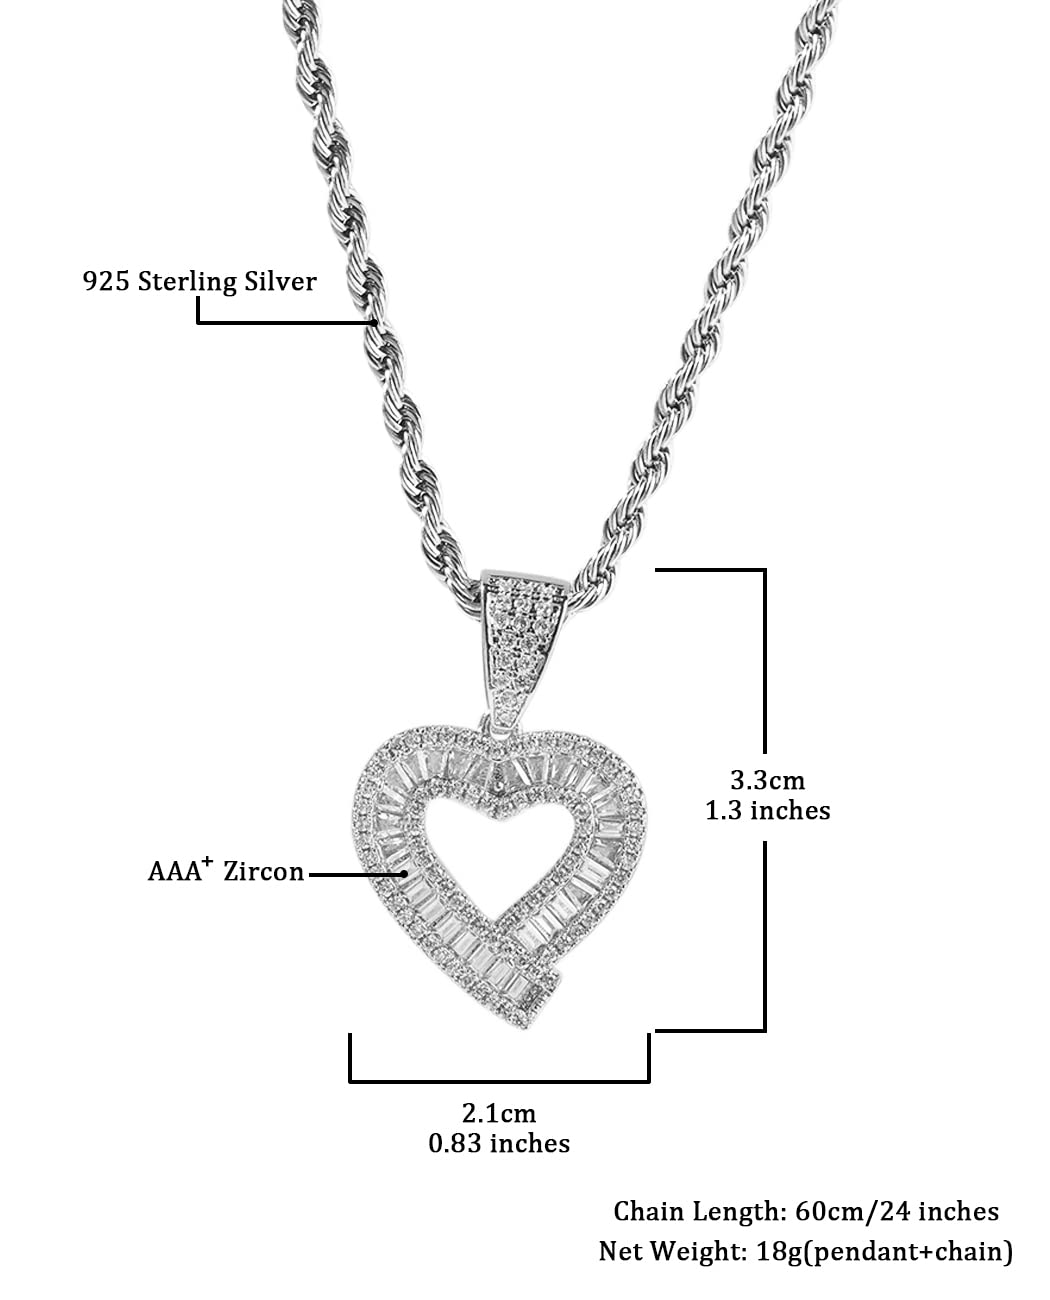 925 Sterling Silver
3.3cm
1.3 inches
AAA⁺ Zircon
2.1cm
0.83 inches
Chain Length: 60cm/24 inches
Net Weight: 18g(pendant+chain)